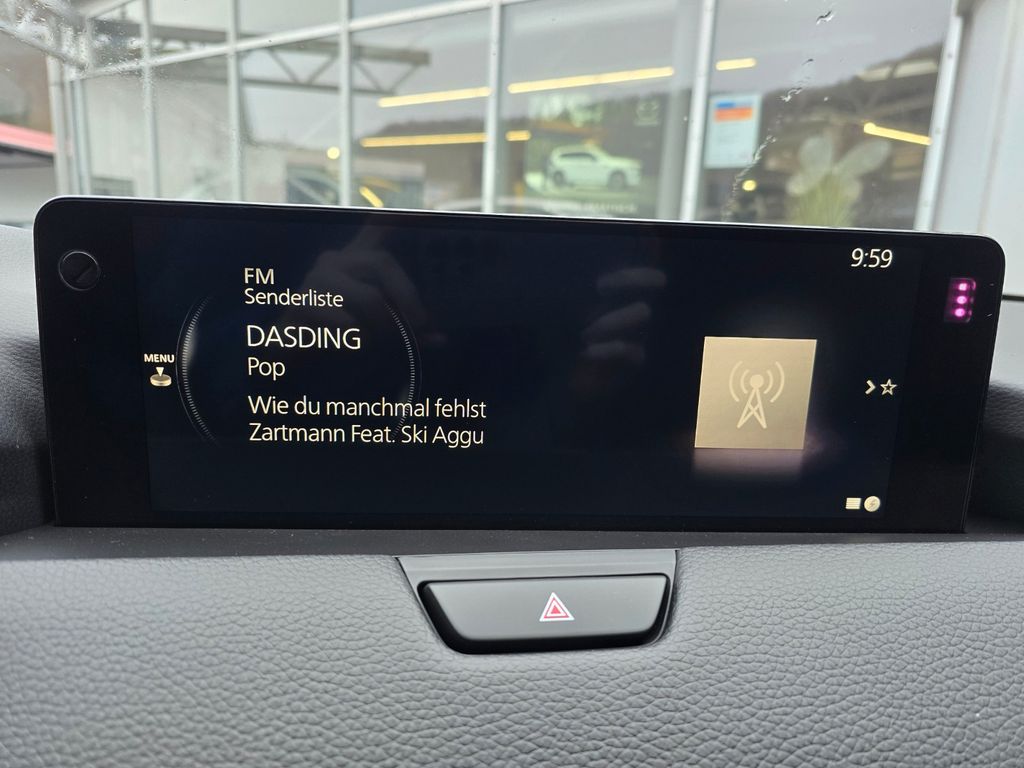 9:59
FM
Senderliste
DASDING
Pop
MENU
Wie du manchmal fehlst
Zartmann Feat. Ski Aggu